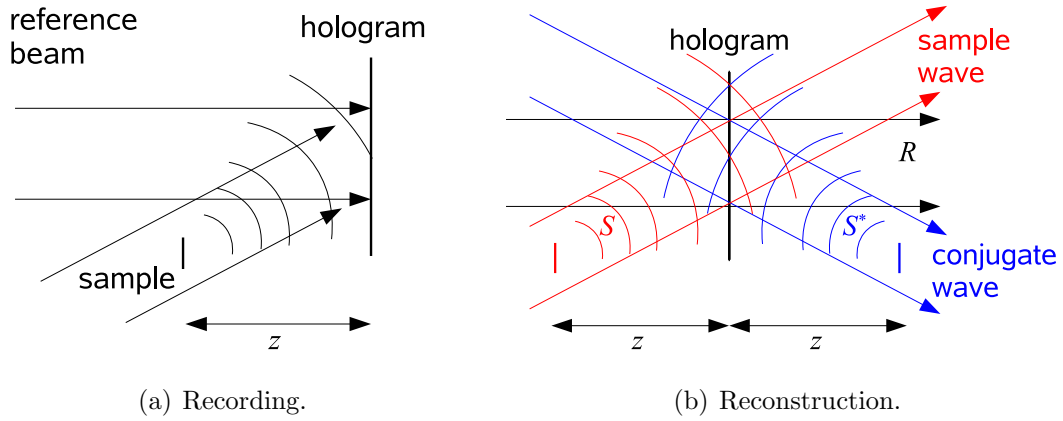 reference
beam
hologram
sample
z
(a) Recording.
hologram
sample
wave
R
S
S*
conjugate
wave
z
z
(b) Reconstruction.